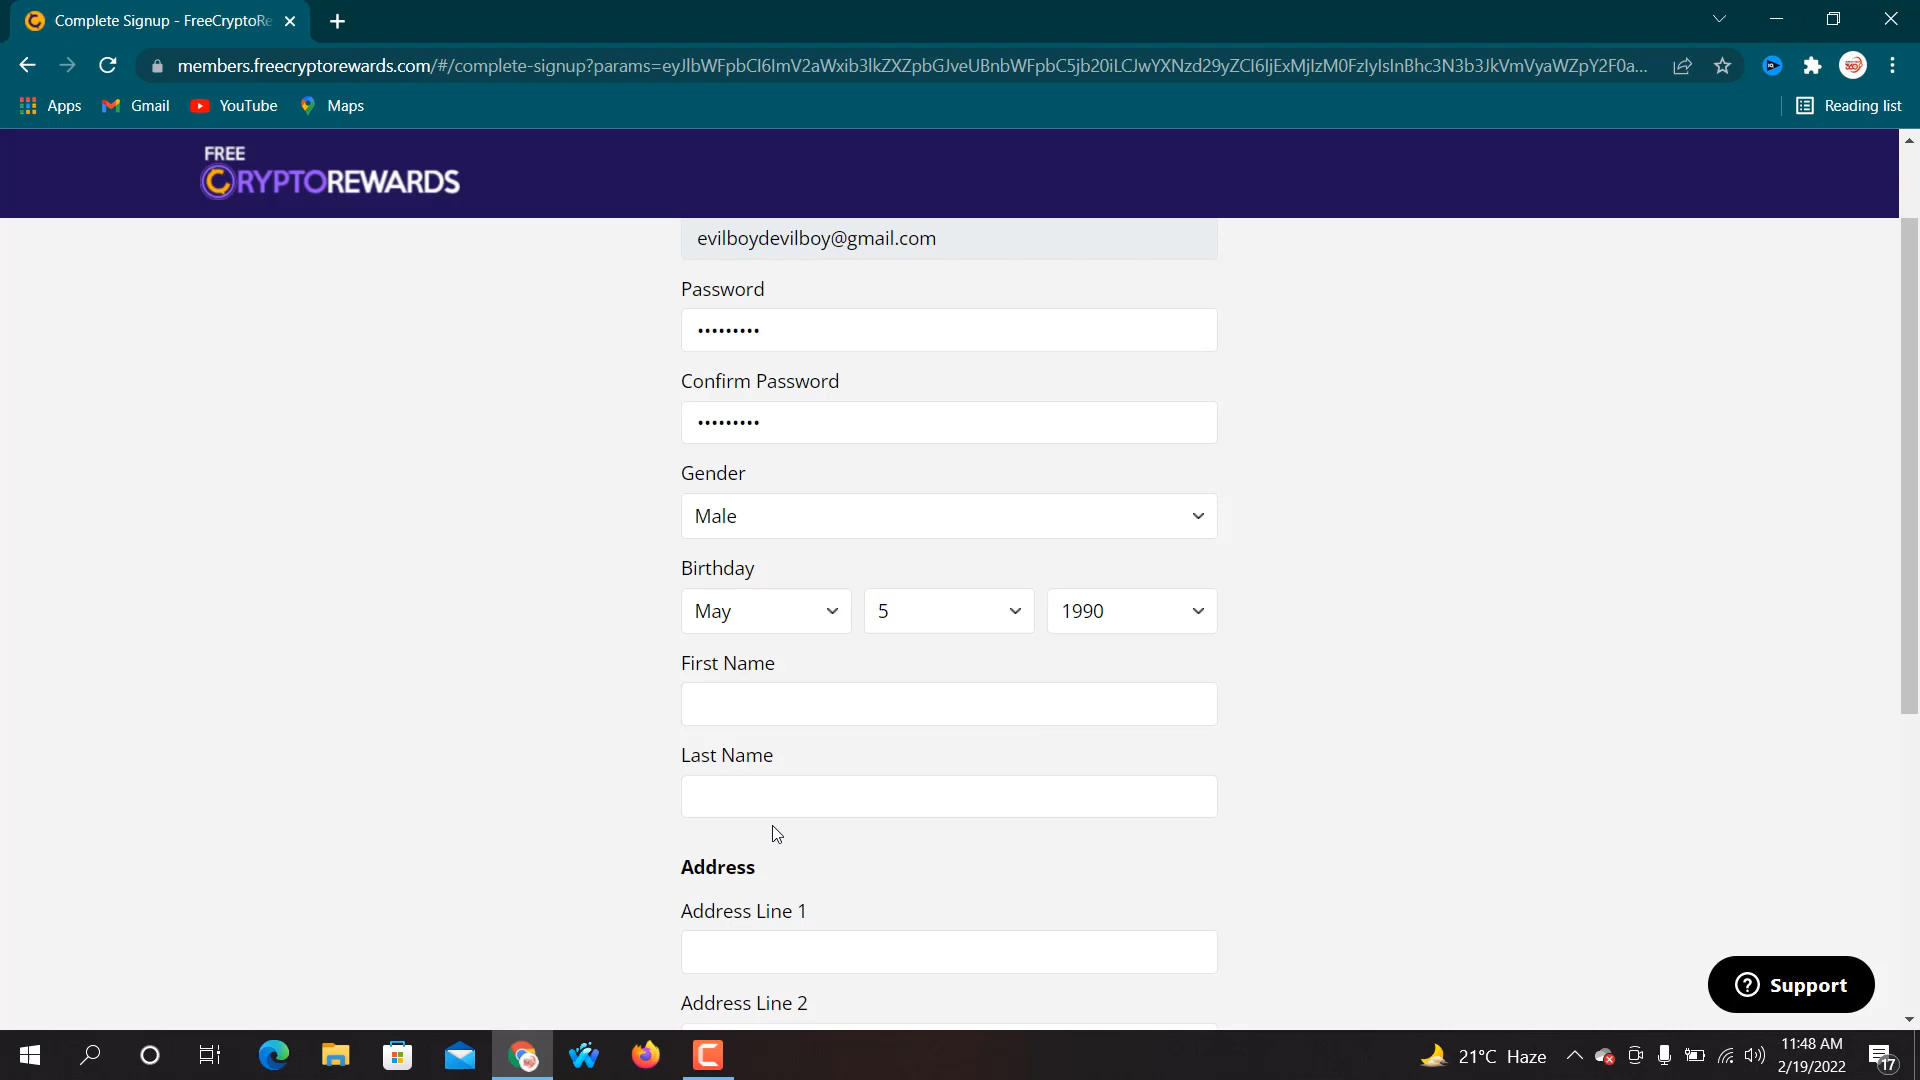 Complete Signup - FreeCryptoRe
members.freecryptorewards.com/#/complete-signup?params=eyJlbWFpbCI6ImV2aWxib3lkZXZpbGJveUBnbWFpbC5jb20iLCJwYXNzd29yZCI6IjExMjIzM0FzIyIsInBhc3N3b3JkVmVyaWZpY2F0a...
Apps
Gmail
YouTube
Maps
Reading list
FREE
CRYPTOREWARDS
evilboydevilboy@gmail.com
Password
•••••••••
Confirm Password
•••••••••
Gender
Male
Birthday
May 5 1990
First Name
Last Name
Address
Address Line 1
Address Line 2
? Support
21°C Haze
11:48 AM
2/19/2022
17